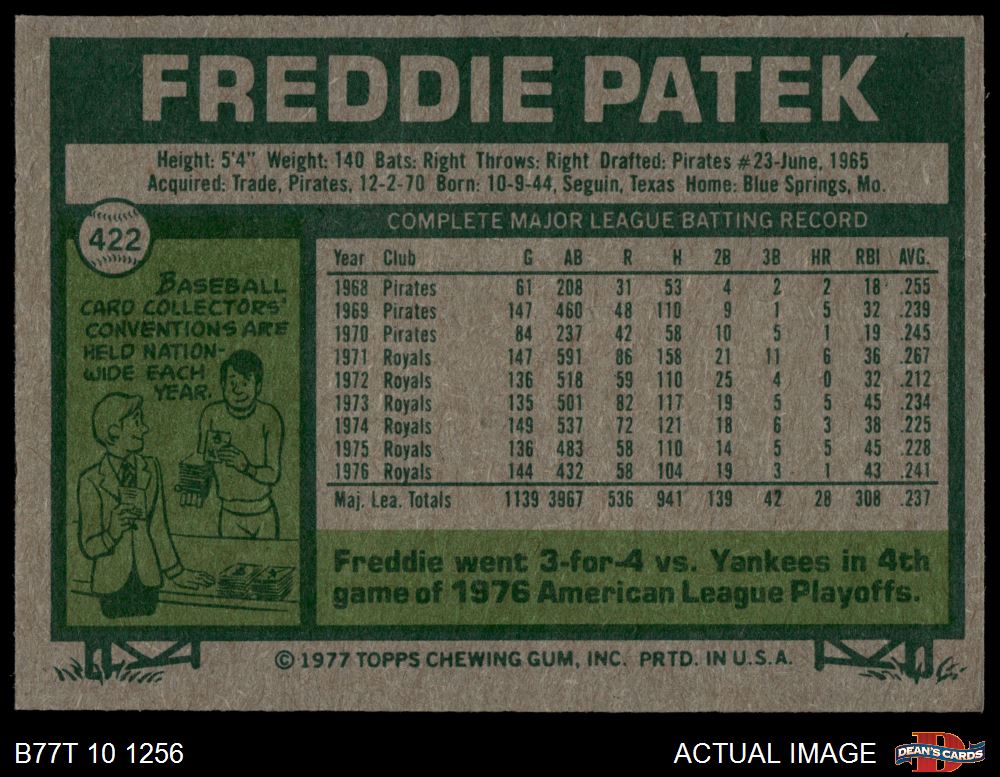 FREDDIE PATEK
Height: 5'4" Weight: 140 Bats: Right Throws: Right Drafted: Pirates #23-June, 1965
Acquired: Trade, Pirates, 12-2-70 Born: 10-9-44, Seguin, Texas Home: Blue Springs, Mo.
422
BASEBALL
CARD COLLECTORS'
CONVENTIONS ARE
HELD NATION-
WIDE EACH
YEAR.
COMPLETE MAJOR LEAGUE BATTING RECORD
Year Club G AB R H 2B 3B HR RBI AVG.
1968 Pirates 61 208 31 53 4 2 2 18 .255
1969 Pirates 147 460 48 110 9 1 5 32 .239
1970 Pirates 84 237 42 58 10 5 1 19 .245
1971 Royals 147 591 86 158 21 11 6 36 .267
1972 Royals 136 518 59 110 25 4 0 32 .212
1973 Royals 135 501 82 117 19 5 5 45 .234
1974 Royals 149 537 72 121 18 6 3 38 .225
1975 Royals 136 483 58 110 14 5 5 45 .228
1976 Royals 144 432 58 104 19 3 1 43 .241
Maj. Lea. Totals 1139 3967 536 941 139 42 28 308 .237
Freddie went 3-for-4 vs. Yankees in 4th
game of 1976 American League Playoffs.
© 1977 TOPPS CHEWING GUM, INC. PRTD. IN U.S.A.
B77T 10 1256
ACTUAL IMAGE
D
DEAN'S CARDS